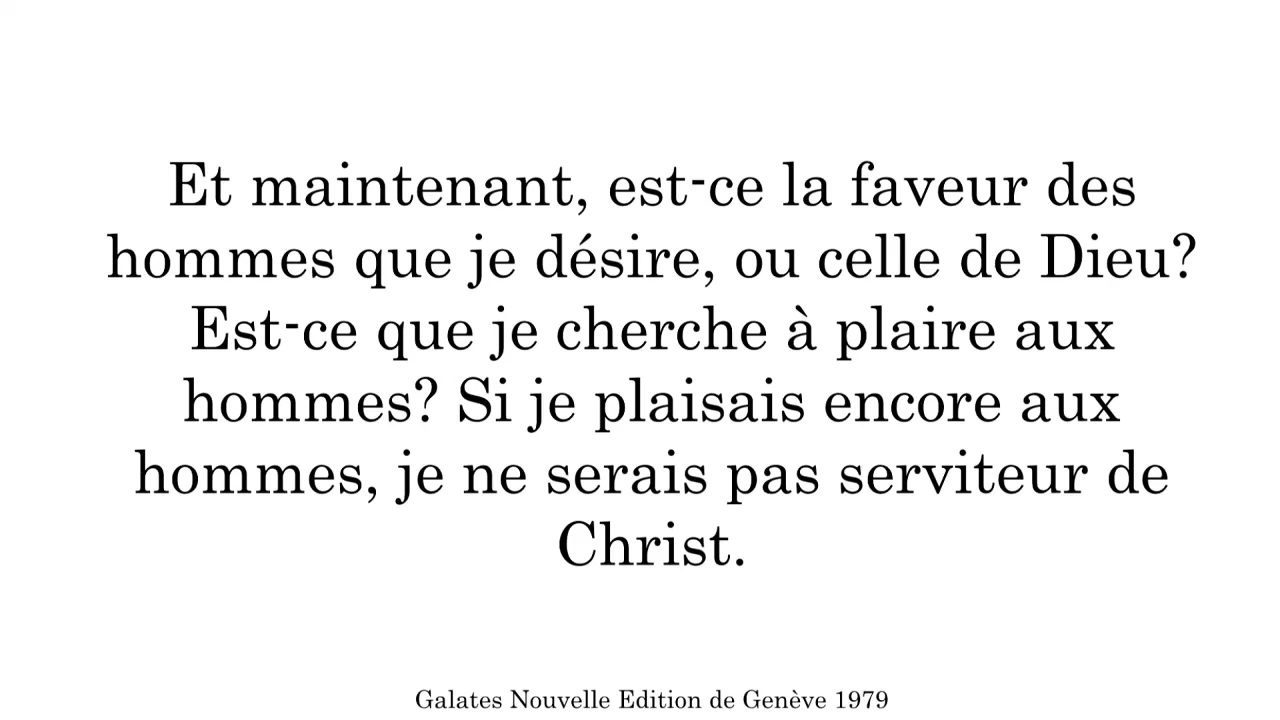 Et maintenant, est-ce la faveur des
hommes que je désire, ou celle de Dieu?
Est-ce que je cherche à plaire aux
hommes? Si je plaisais encore aux
hommes, je ne serais pas serviteur de
Christ.
Galates Nouvelle Edition de Genève 1979